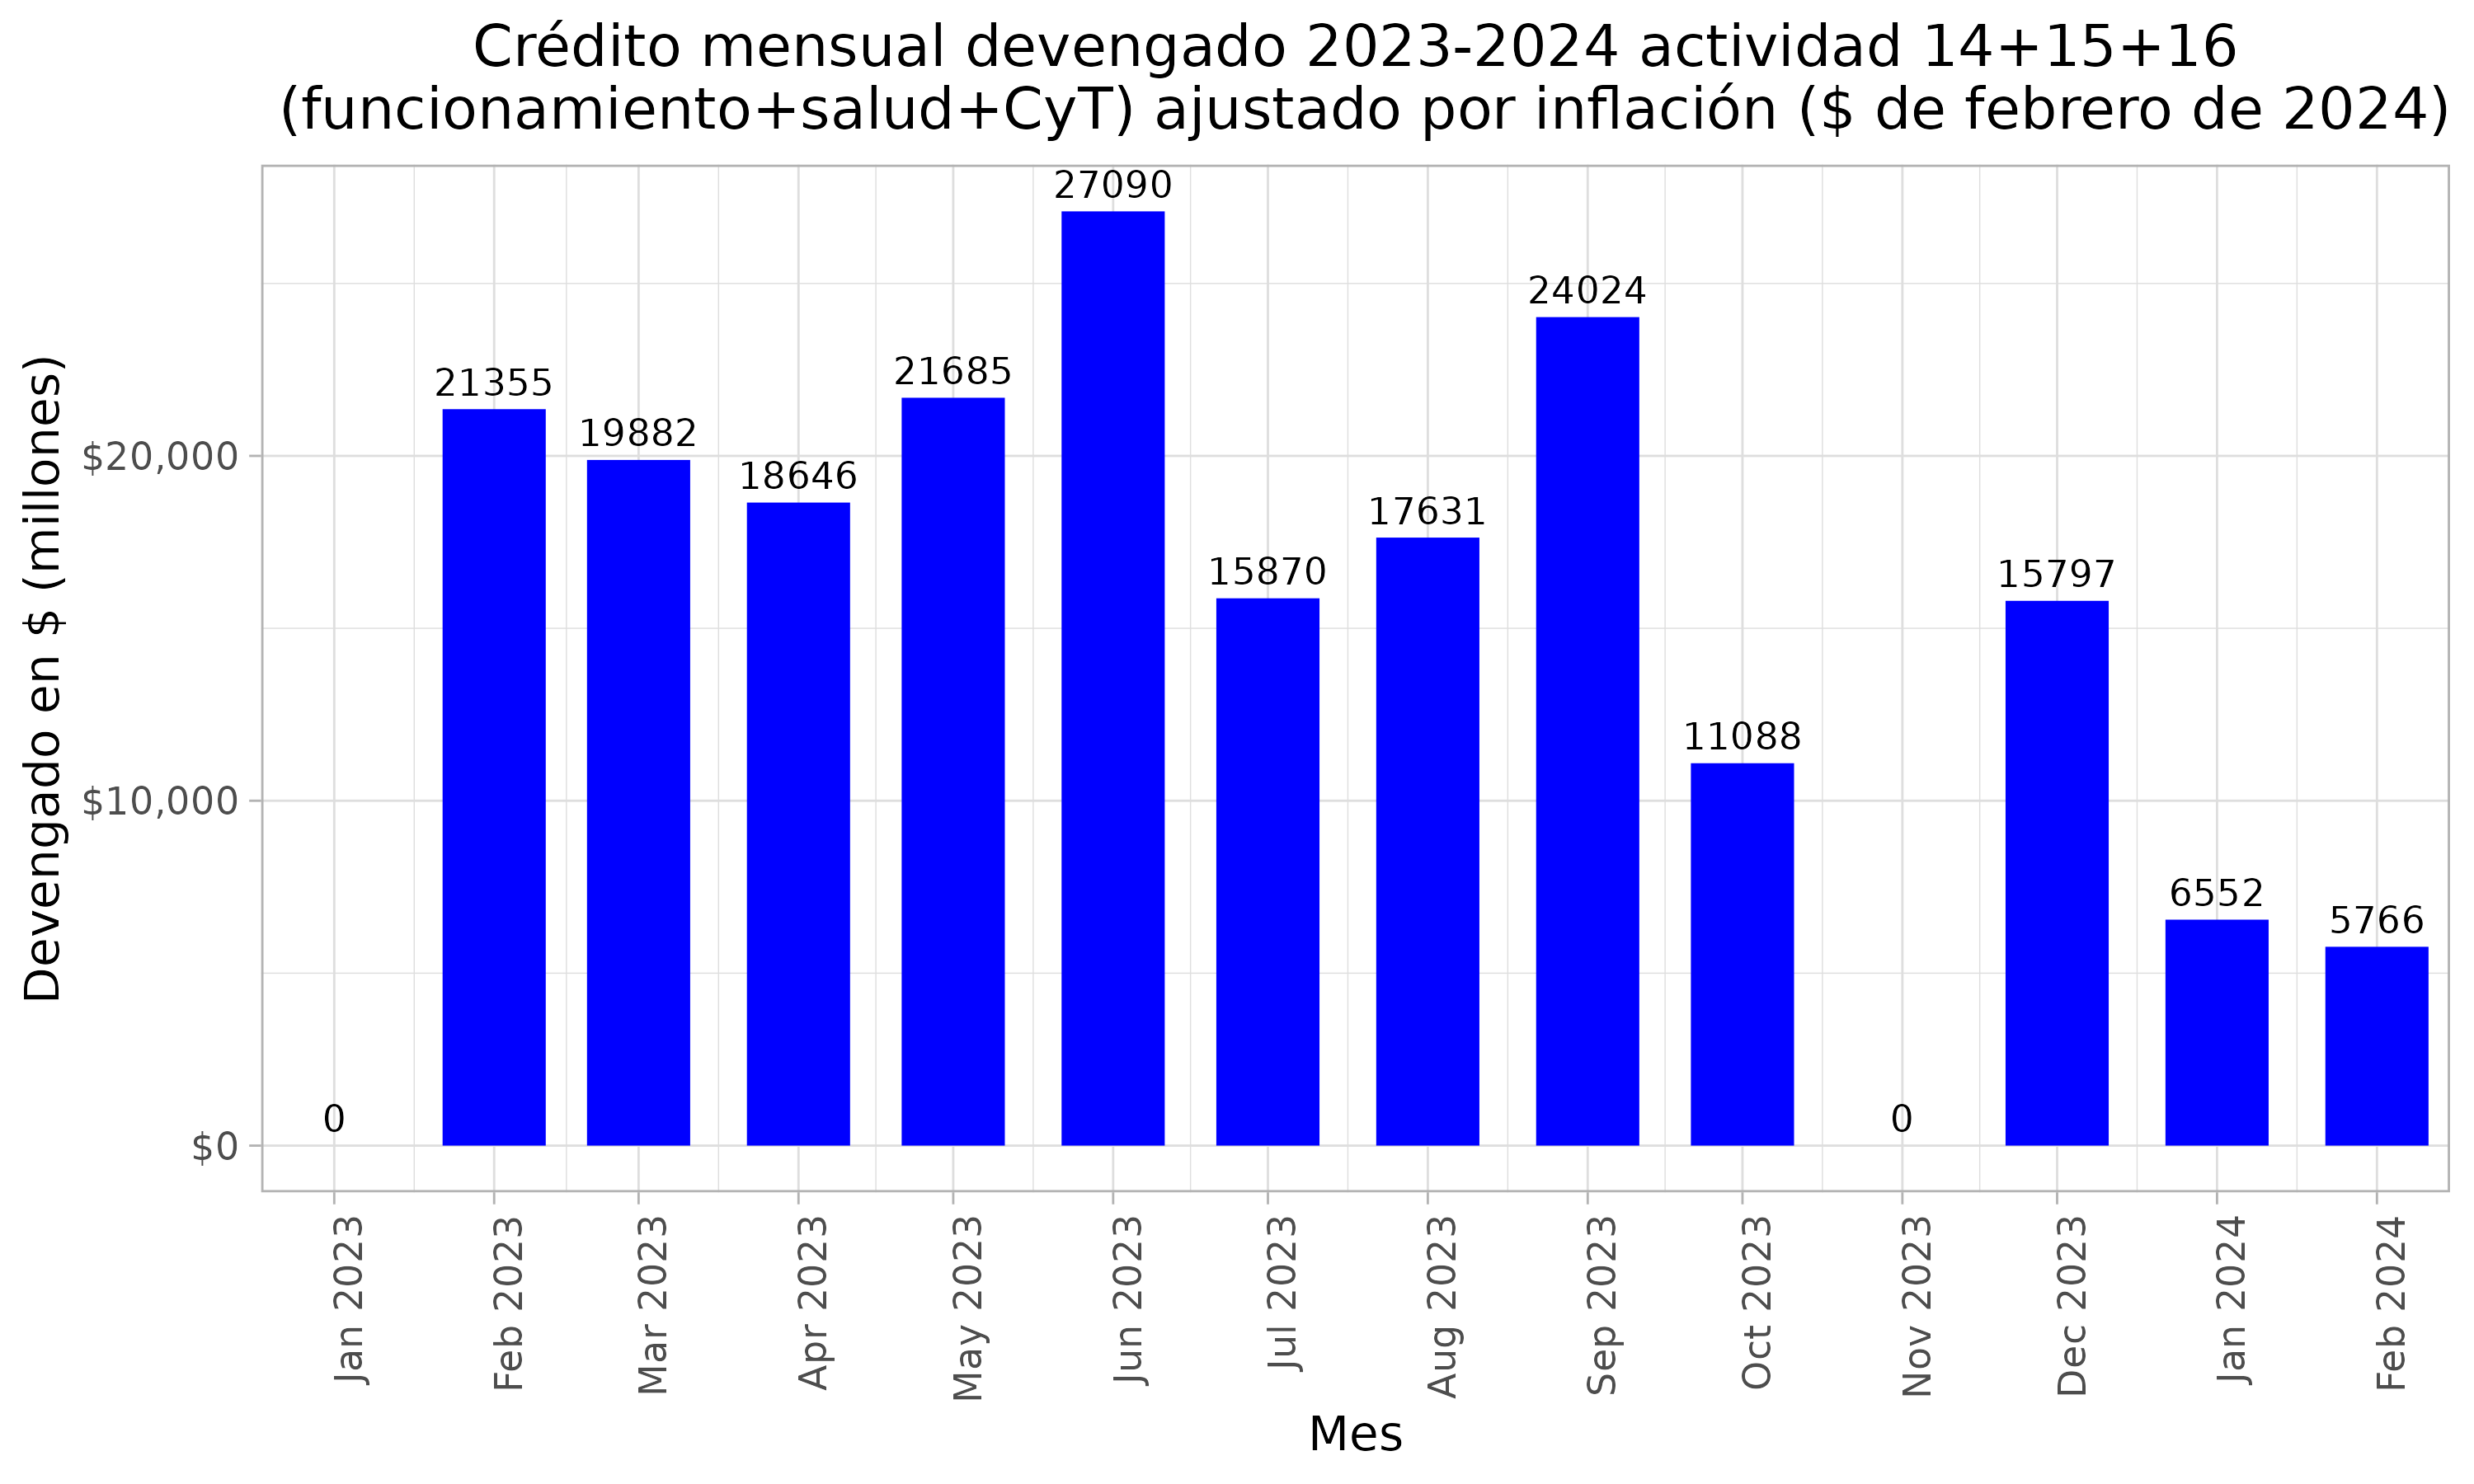 Crédito mensual devengado 2023-2024 actividad 14+15+16
(funcionamiento+salud+CyT) ajustado por inflación ($ de febrero de 2024)
Devengado en $ (millones)
$20,000
$10,000
$0
0
21355
19882
18646
21685
27090
15870
17631
24024
11088
0
15797
6552
5766
Jan 2023
Feb 2023
Mar 2023
Apr 2023
May 2023
Jun 2023
Jul 2023
Aug 2023
Sep 2023
Oct 2023
Nov 2023
Dec 2023
Jan 2024
Feb 2024
Mes